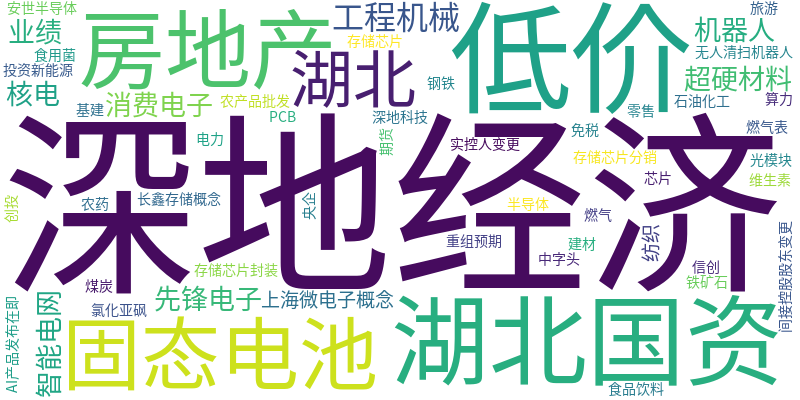 安世半导体
业绩
食用菌
投资新能源
核电
基建
房地产
消费电子
农产品批发
PCB
湖北
工程机械
存储芯片
钢铁
低价
旅游
机器人
无人清扫机器人
超硬材料
石油化工
算力
零售
燃气表
深地科技
电力
期货
实控人变更
免税
存储芯片分销
光模块
维生素
芯片
深地经济
创投
农药
长鑫存储概念
央企
半导体
燃气
重组预期
建材
中字头
纺织
信创
铁矿石
间接控股股东变更
煤炭
存储芯片封装
氯化亚砜
先锋电子
上海微电子概念
AI产品发布在即
智能电网
固态电池
湖北国资
食品饮料